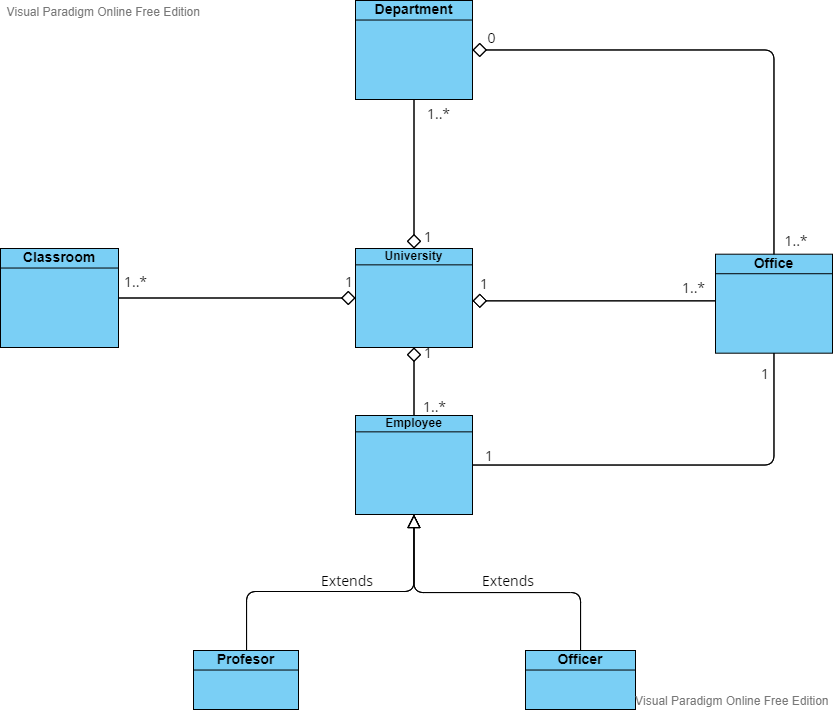 Visual Paradigm Online Free Edition
Department
0
1..*
1
1..*
Classroom
University
Office
1..*
1
1
1..*
1
1
1..*
Employee
1
Extends
Extends
Profesor
Officer
Visual Paradigm Online Free Edition